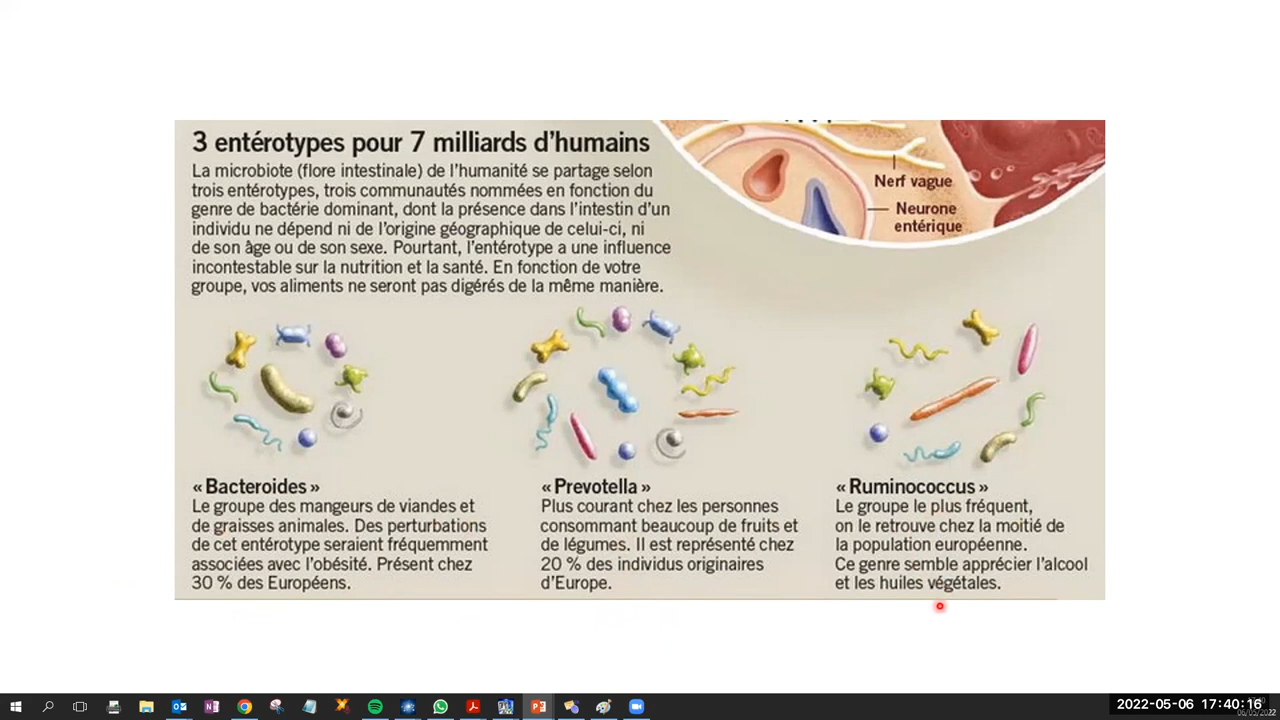 3 entérotypes pour 7 milliards d'humains
La microbiote (flore intestinale) de l'humanité se partage selon
trois entérotypes, trois communautés nommées en fonction du
genre de bactérie dominant, dont la présence dans l'intestin d'un
individu ne dépend ni de l'origine géographique de celui-ci, ni
de son âge ou de son sexe. Pourtant, l'entérotype a une influence
incontestable sur la nutrition et la santé. En fonction de votre
groupe, vos aliments ne seront pas digérés de la même manière.
Nerf vague
Neurone
entérique
« Bacteroides »
Le groupe des mangeurs de viandes et
de graisses animales. Des perturbations
de cet entérotype seraient fréquemment
associées avec l'obésité. Présent chez
30 % des Européens.
« Prevotella »
Plus courant chez les personnes
consommant beaucoup de fruits et
de légumes. Il est représenté chez
20 % des individus originaires
d'Europe.
« Ruminococcus »
Le groupe le plus fréquent,
on le retrouve chez la moitié de
la population européenne.
Ce genre semble apprécier l'alcool
et les huiles végétales.
2022-05-06 17:40:16